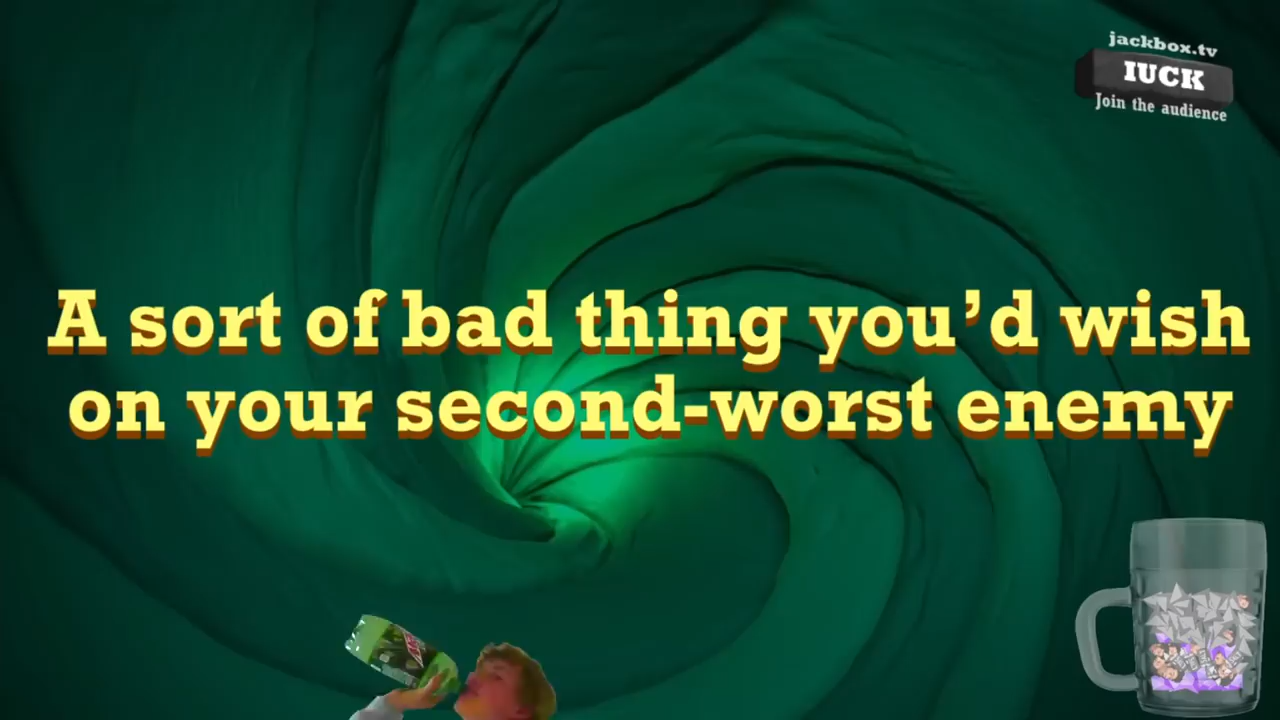 jackbox.tv
IUCK
Join the audience
A sort of bad thing you’d wish
on your second-worst enemy